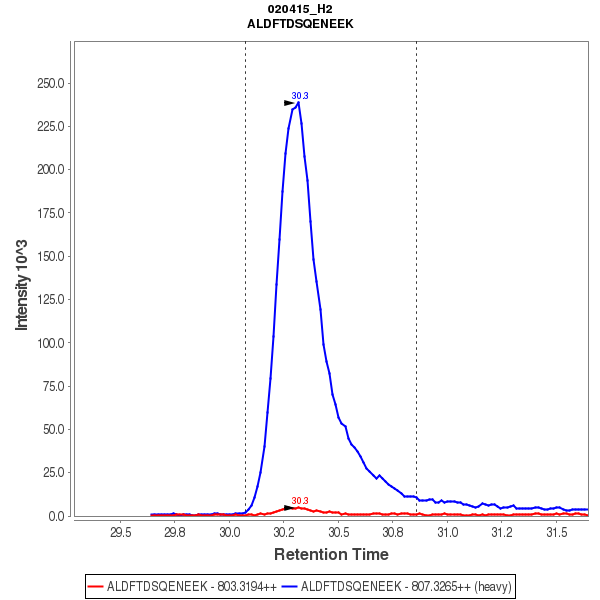 020415_H2
ALDFTDSQENEEK
250.0
225.0
200.0
175.0
150.0
125.0
100.0
75.0
50.0
25.0
0.0
Intensity 10^3
30.3
30.3
29.5 29.8 30.0 30.2 30.5 30.8 31.0 31.2 31.5
Retention Time
ALDFTDSQENEEK - 803.3194++ ALDFTDSQENEEK - 807.3265++ (heavy)